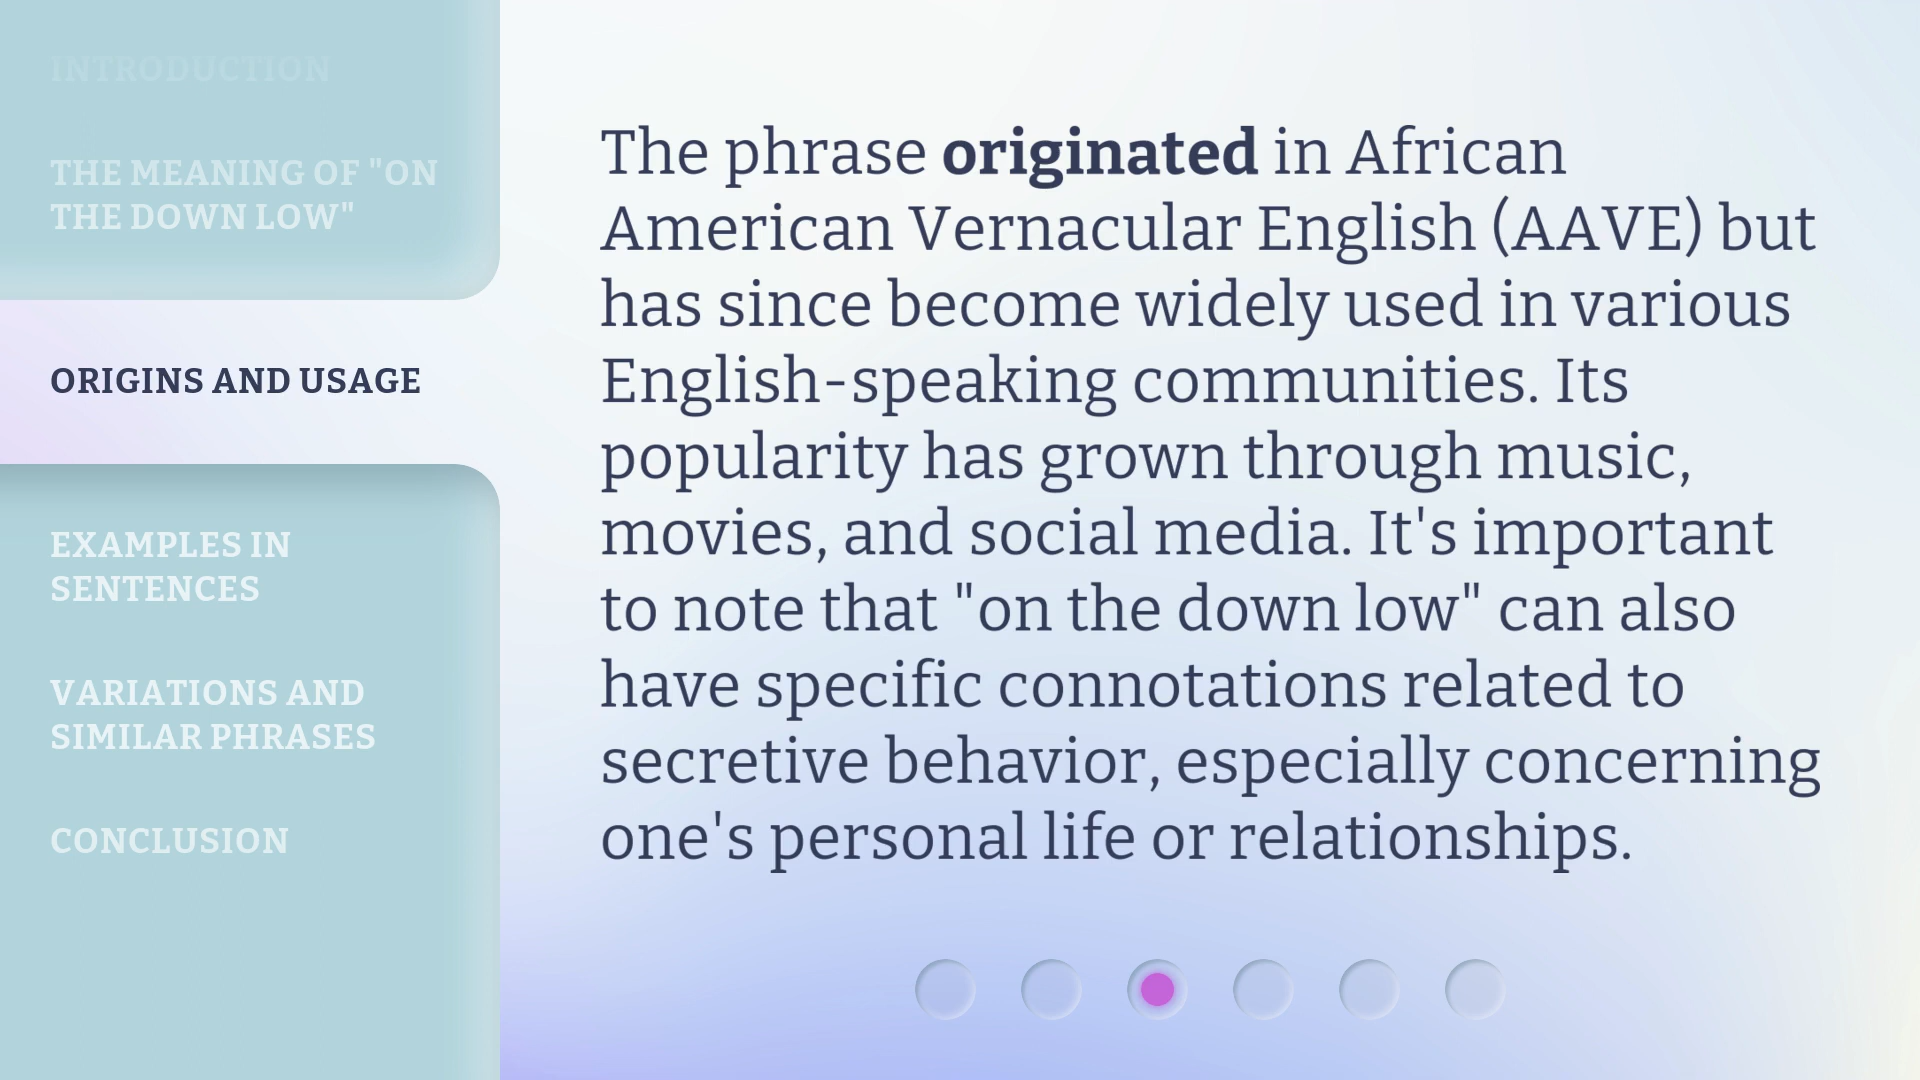 INTRODUCTION
THE MEANING OF "ON
THE DOWN LOW"
ORIGINS AND USAGE
EXAMPLES IN
SENTENCES
VARIATIONS AND
SIMILAR PHRASES
CONCLUSION
The phrase originated in African
American Vernacular English (AAVE) but
has since become widely used in various
English-speaking communities. Its
popularity has grown through music,
movies, and social media. It's important
to note that "on the down low" can also
have specific connotations related to
secretive behavior, especially concerning
one's personal life or relationships.